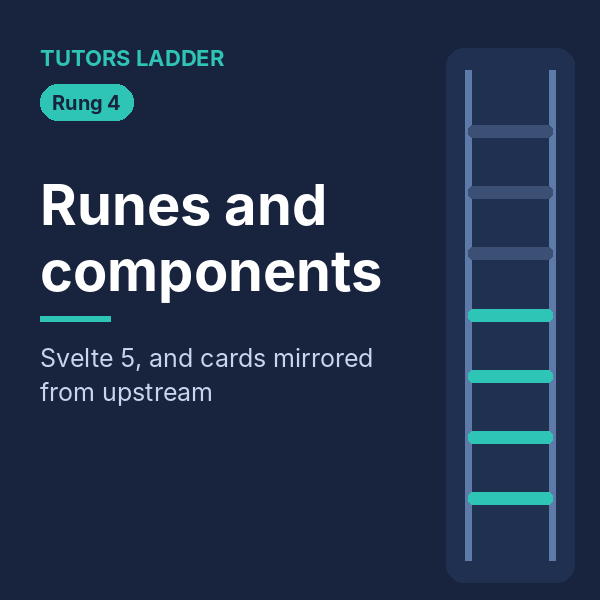 TUTORS LADDER
Rung 4
Runes and
components
Svelte 5, and cards mirrored
from upstream